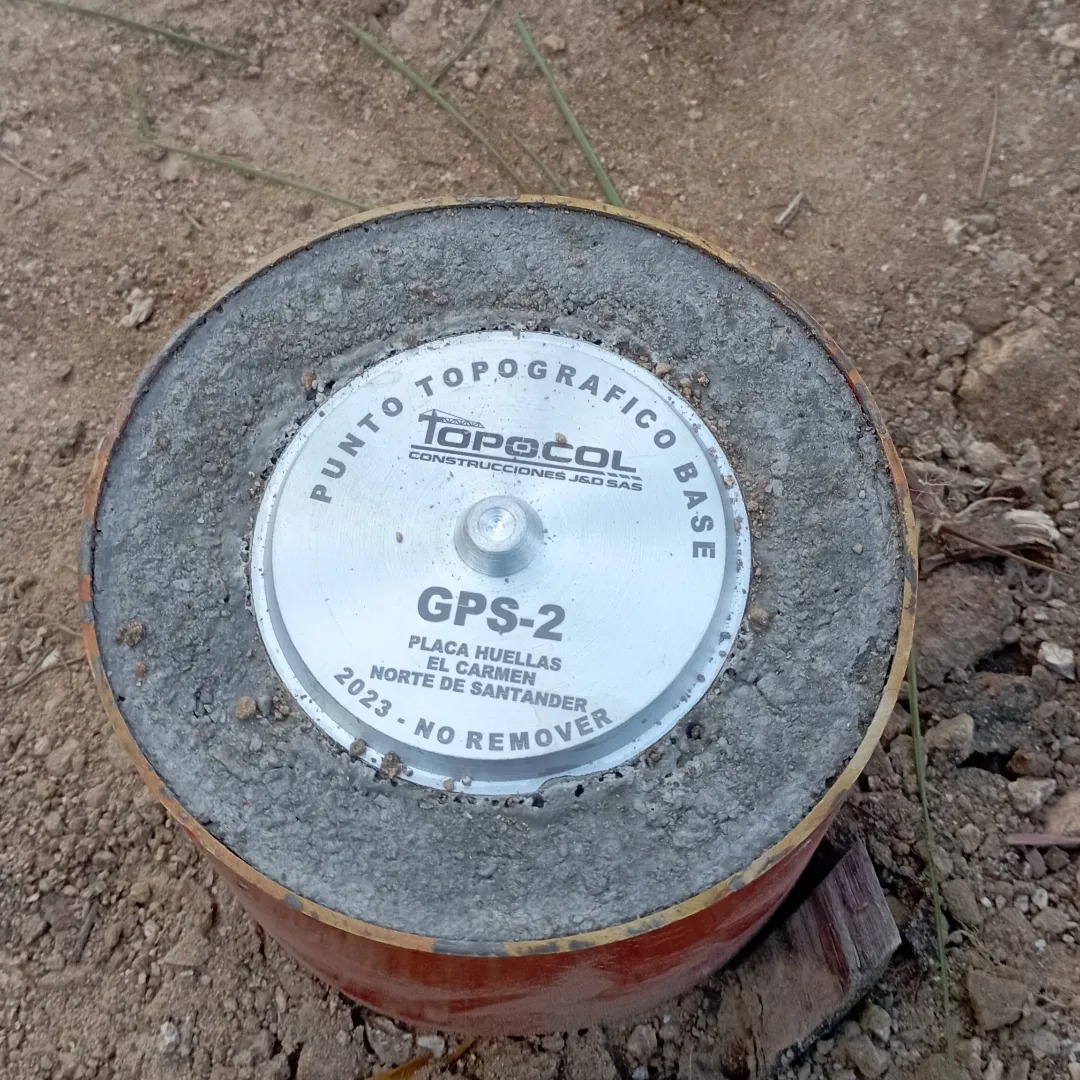 PUNTO TOPOGRAFICO BASE
TOPOCOL
CONSTRUCCIONES J&D SAS
GPS-2
PLACA HUELLAS
EL CARMEN
NORTE DE SANTANDER
2023 - NO REMOVER